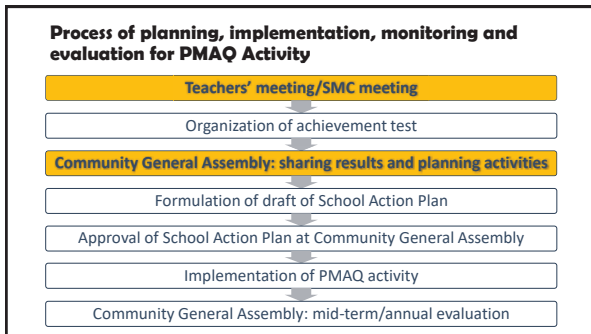 Process of planning, implementation, monitoring and
evaluation for PMAQ Activity
Teachers’ meeting/SMC meeting
Organization of achievement test
Community General Assembly: sharing results and planning activities
Formulation of draft of School Action Plan
Approval of School Action Plan at Community General Assembly
Implementation of PMAQ activity
Community General Assembly: mid-term/annual evaluation